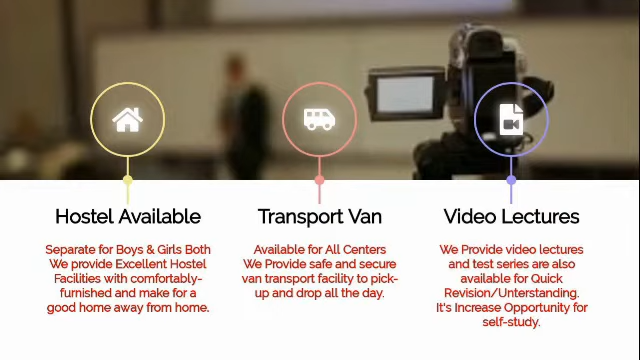 Hostel Available
Separate for Boys & Girls Both
We provide Excellent Hostel
Facilities with comfortably-
furnished and make for a
good home away from home.
Transport Van
Available for All Centers
We Provide safe and secure
van transport facility to pick-
up and drop all the day.
Video Lectures
We Provide video lectures
and test series are also
available for Quick
Revision/Unterstanding.
It's Increase Opportunity for
self-study.